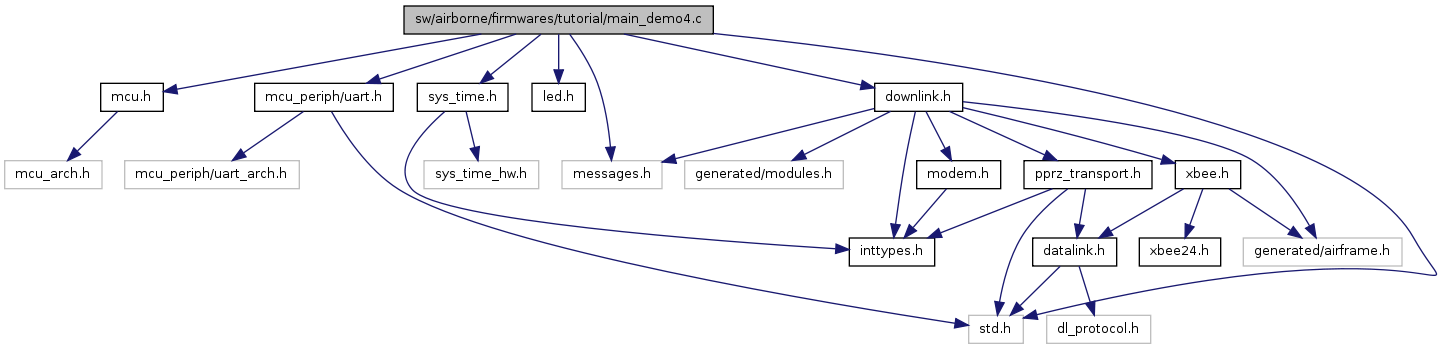 sw/airborne/firmwares/tutorial/main_demo4.c
mcu.h
mcu_periph/uart.h
sys_time.h
led.h
downlink.h
mcu_arch.h
mcu_periph/uart_arch.h
sys_time_hw.h
messages.h
generated/modules.h
modem.h
pprz_transport.h
xbee.h
inttypes.h
datalink.h
xbee24.h
generated/airframe.h
std.h
dl_protocol.h